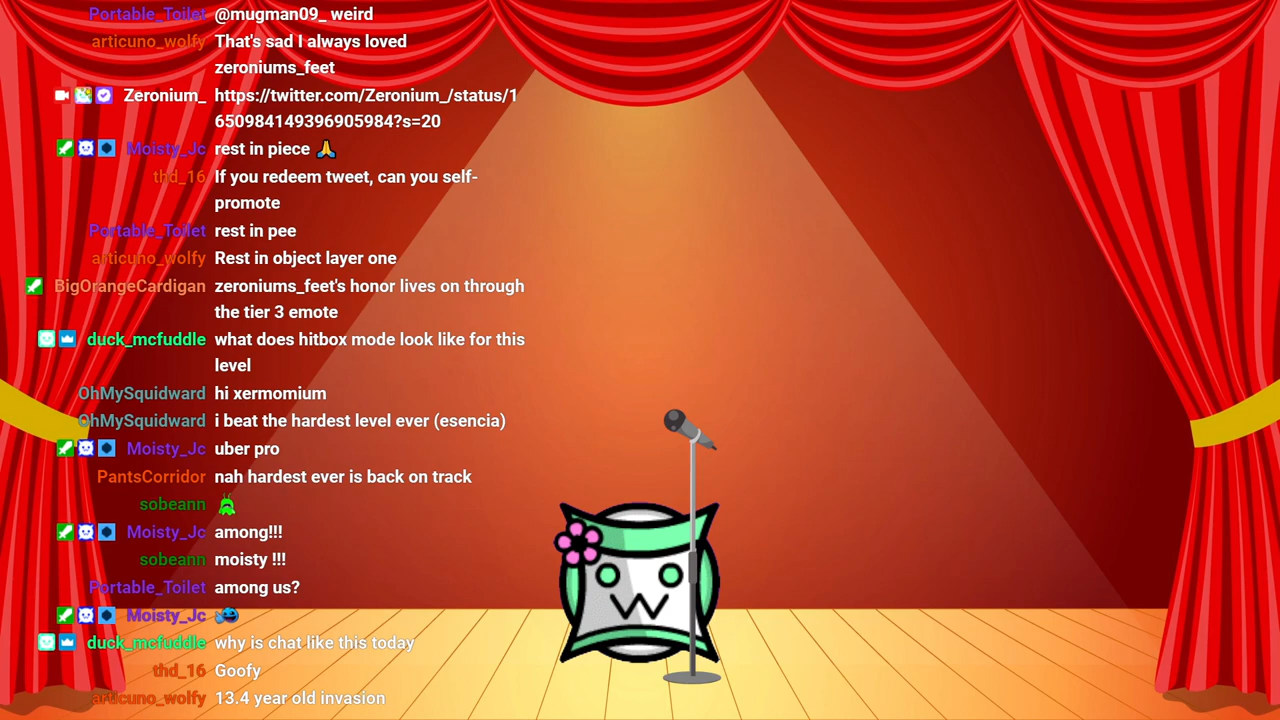 Portable_Toilet @mugman09_ weird
articuno_wolfy That's sad I always loved
zeroniums_feet
Zeronium_ https://twitter.com/Zeronium_/status/1
650984149396905984?s=20
Moisty_Jc rest in piece 🙏
thd_16 If you redeem tweet, can you self-
promote
Portable_Toilet rest in pee
articuno_wolfy Rest in object layer one
BigOrangeCardigan zeroniums_feet's honor lives on through
the tier 3 emote
duck_mcfuddle what does hitbox mode look like for this
level
OhMySquidward hi xermomium
OhMySquidward i beat the hardest level ever (esencia)
Moisty_Jc uber pro
PantsCorridor nah hardest ever is back on track
sobeann
Moisty_Jc among!!!
sobeann moisty !!!
Portable_Toilet among us?
Moisty_Jc
duck_mcfuddle why is chat like this today
thd_16 Goofy
articuno_wolfy 13.4 year old invasion